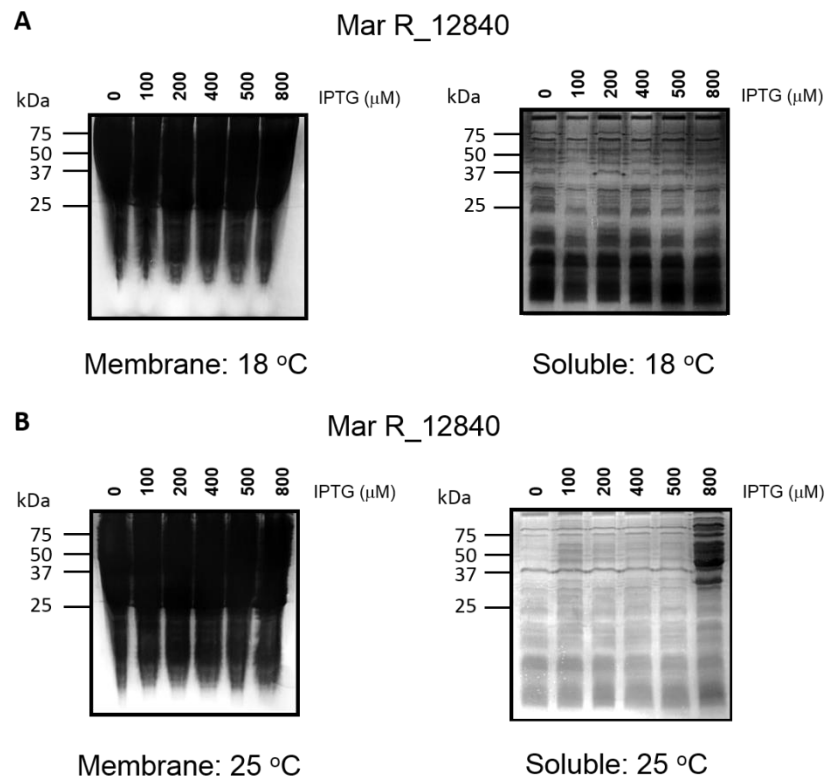 A
Mar R_12840
kDa
0 100 200 400 500 800
IPTG (μM)
75
50
37
25
Membrane: 18 °C
0 100 200 400 500 800
IPTG (μM)
kDa
75
50
37
25
Soluble: 18 °C
B
Mar R_12840
kDa
0 100 200 400 500 800
IPTG (μM)
75
50
37
25
Membrane: 25 °C
kDa
0 100 200 400 500 800
IPTG (μM)
75
50
37
25
Soluble: 25 °C